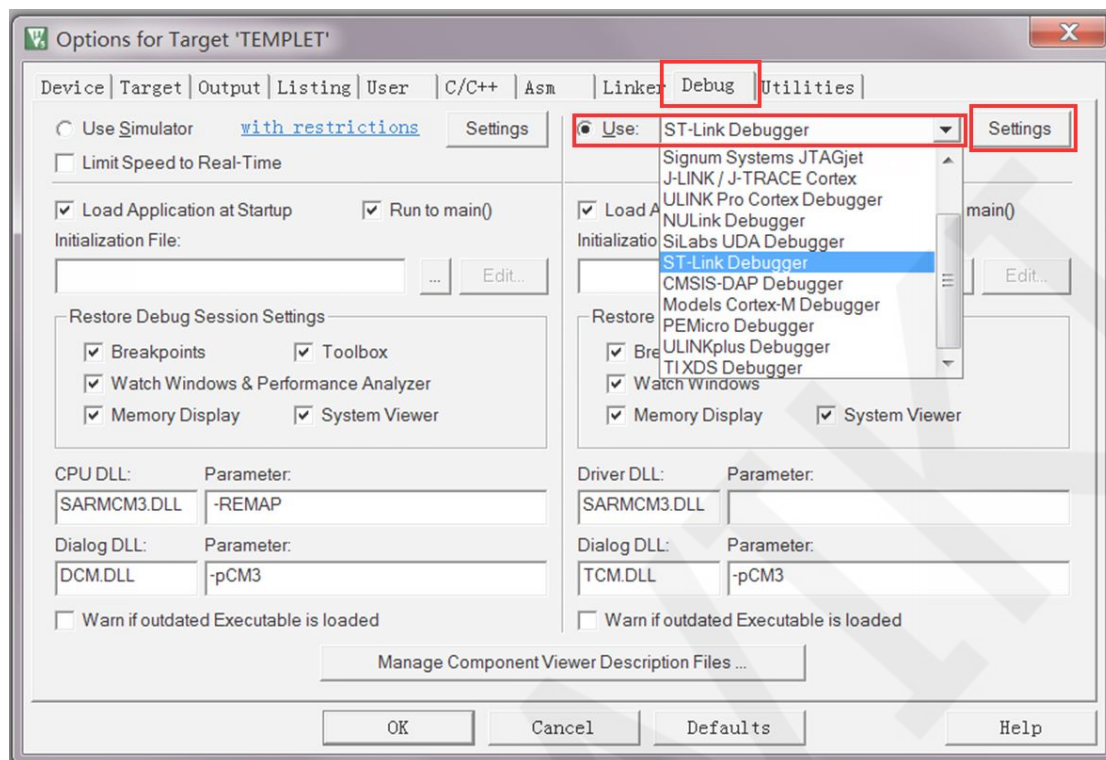 Options for Target 'TEMPLET'
Device Target Output Listing User C/C++ Asm Linker Debug Utilities
Use Simulator with restrictions Settings
Limit Speed to Real-Time
Use: ST-Link Debugger Settings
Signum Systems JTAGjet
J-LINK / J-TRACE Cortex
ULINK Pro Cortex Debugger
NULink Debugger
SiLabs UDA Debugger
ST-Link Debugger
CMSIS-DAP Debugger
Models Cortex-M Debugger
PEMicro Debugger
ULINKplus Debugger
TI XDS Debugger
Load Application at Startup Run to main()
Initialization File:
... Edit...
Restore Debug Session Settings
Breakpoints Toolbox
Watch Windows & Performance Analyzer
Memory Display System Viewer
CPU DLL: Parameter:
SARMCM3.DLL -REMAP
Dialog DLL: Parameter:
DCM.DLL -pCM3
Warn if outdated Executable is loaded
Load main()
Edit...
Restore
Watch Windows
Memory Display System Viewer
Driver DLL: Parameter:
SARMCM3.DLL
Dialog DLL: Parameter:
TCM.DLL -pCM3
Warn if outdated Executable is loaded
Manage Component Viewer Description Files ...
OK Cancel Defaults Help